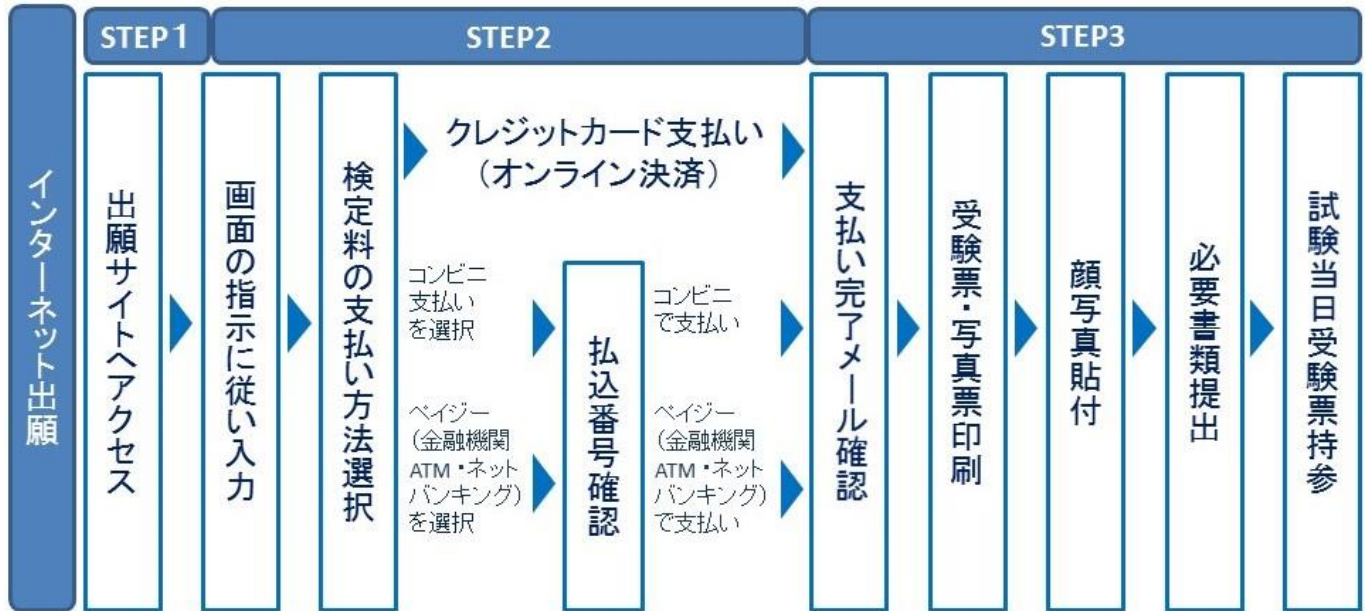 インターネット出願
STEP1
STEP2
STEP3
出願サイトへアクセス
画面の指示に従い入力
検定料の支払い方法選択
クレジットカード支払い
（オンライン決済）
コンビニ
支払い
を選択
ペイジー
（金融機関
ATM・ネット
バンキング）
を選択
払込番号確認
コンビニ
で支払い
ペイジー
（金融機関
ATM・ネット
バンキング）
で支払い
支払い完了メール確認
受験票・写真票印刷
顔写真貼付
必要書類提出
試験当日受験票持参